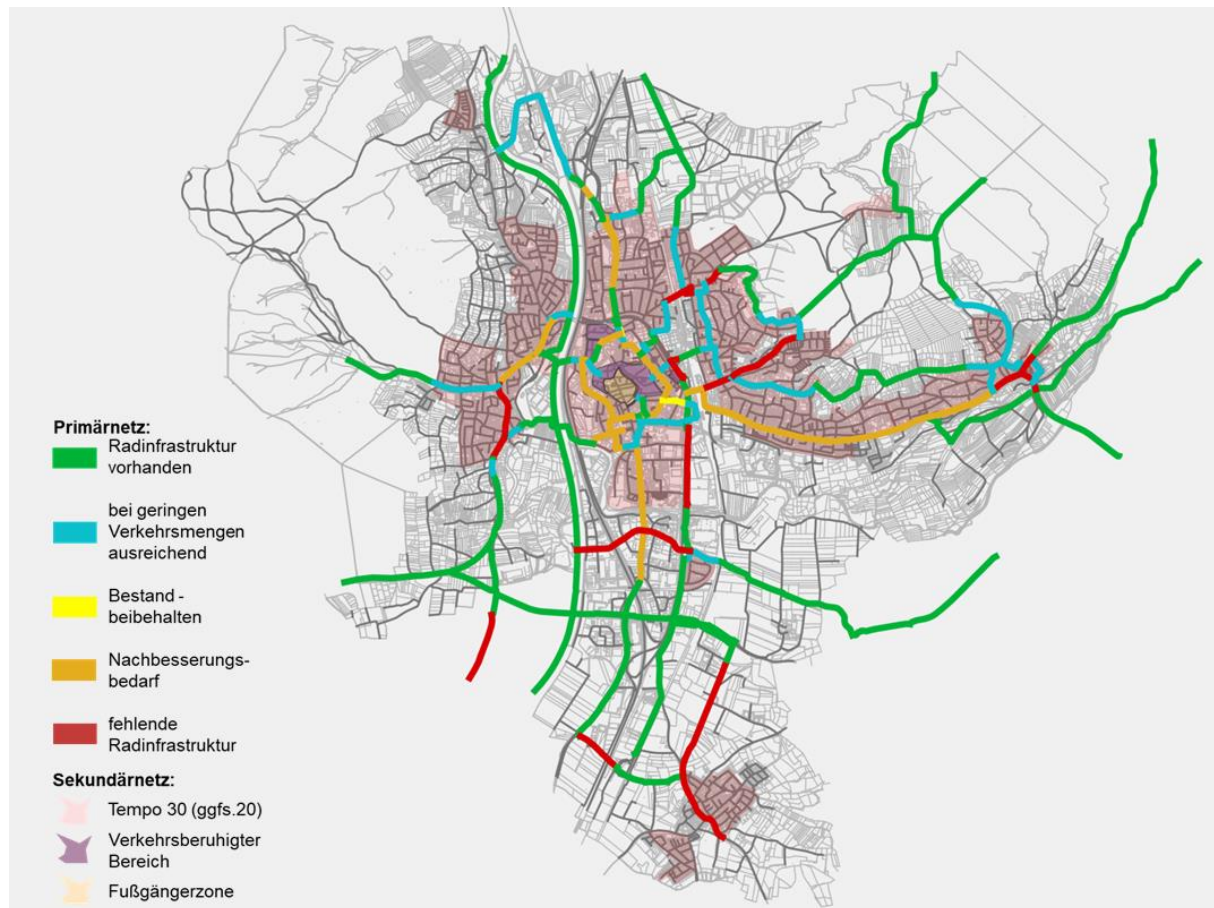 Primärnetz:
Radinfrastruktur
vorhanden
bei geringen
Verkehrsmengen
ausreichend
Bestand -
beibehalten
Nachbesserungs-
bedarf
fehlende
Radinfrastruktur
Sekundärnetz:
Tempo 30 (ggfs.20)
Verkehrsberuhigter
Bereich
Fußgängerzone